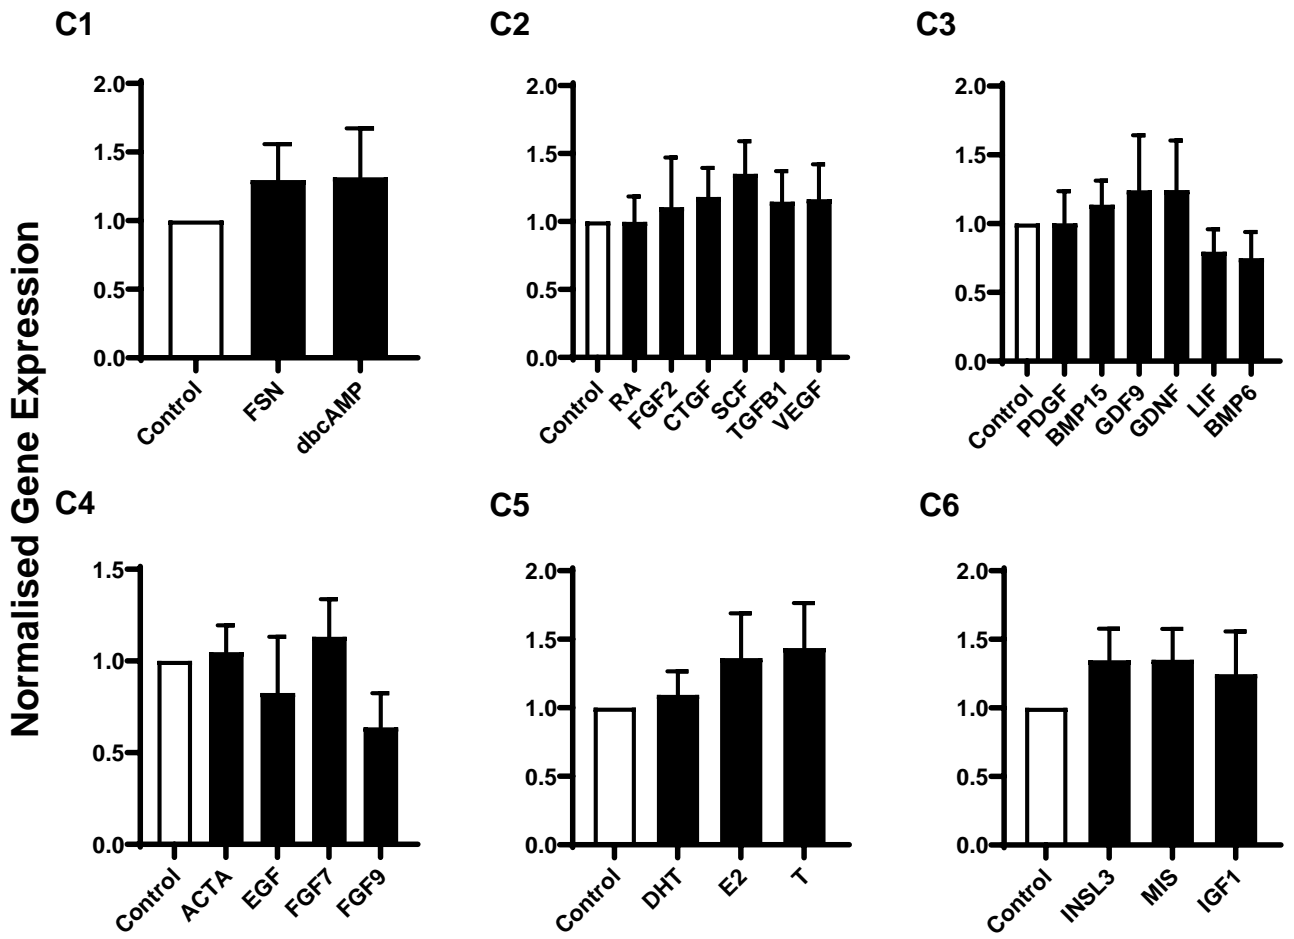 C1
C2
C3
Normalised Gene Expression
2.0
1.5
1.0
0.5
0.0
Control
FSN
dbcAMP
2.0
1.5
1.0
0.5
0.0
Control
RA
FGF2
CTGF
SCF
TGFB1
VEGF
2.0
1.5
1.0
0.5
0.0
Control
PDGF
BMP15
GDF9
GDNF
LIF
BMP6
C4
C5
C6
1.5
1.0
0.5
0.0
Control
ACTA
EGF
FGF7
FGF9
2.0
1.5
1.0
0.5
0.0
Control
DHT
E2
T
2.0
1.5
1.0
0.5
0.0
Control
INSL3
MIS
IGF1